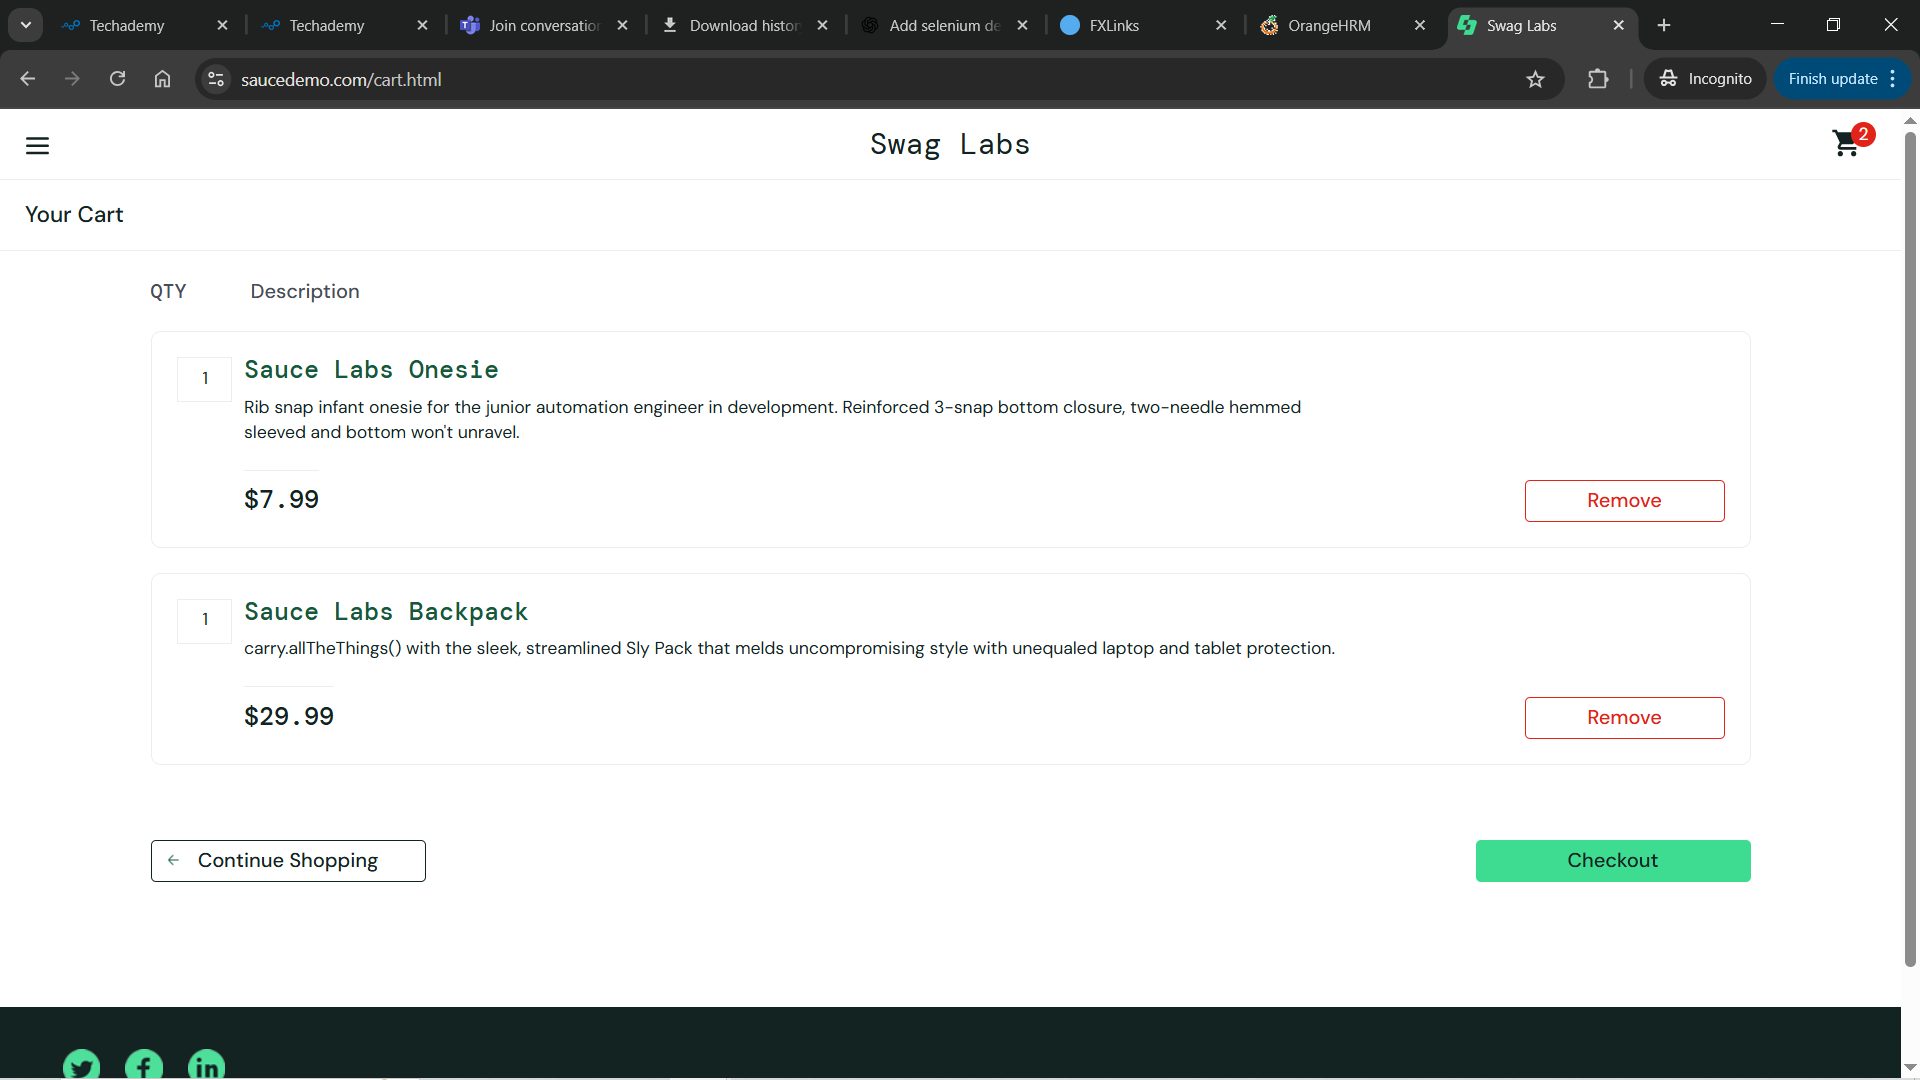 Techademy
Techademy
Join conversation
Download histor
Add selenium de
FXLinks
OrangeHRM
Swag Labs
saucedemo.com/cart.html
Incognito
Finish update
Swag Labs
2
Your Cart
QTY
Description
1
Sauce Labs Onesie
Rib snap infant onesie for the junior automation engineer in development. Reinforced 3-snap bottom closure, two-needle hemmed
sleeved and bottom won't unravel.
$7.99
Remove
1
Sauce Labs Backpack
carry.allTheThings() with the sleek, streamlined Sly Pack that melds uncompromising style with unequaled laptop and tablet protection.
$29.99
Remove
Continue Shopping
Checkout